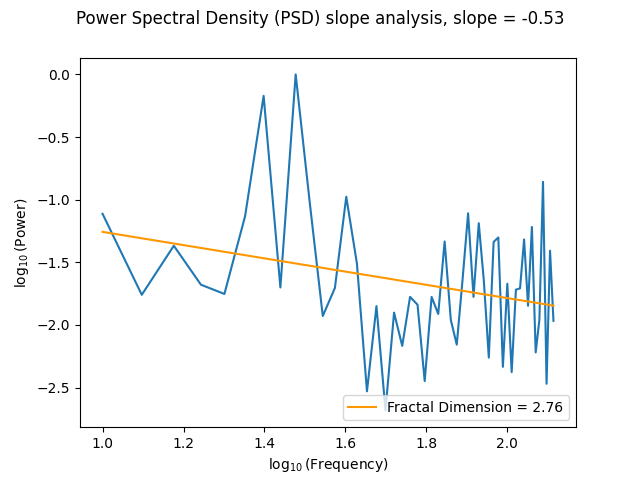 Power Spectral Density (PSD) slope analysis, slope = -0.53
0.0
−0.5
−1.0
−1.5
−2.0
−2.5
log₁₀(Power)
Fractal Dimension = 2.76
1.0 1.2 1.4 1.6 1.8 2.0
log₁₀(Frequency)